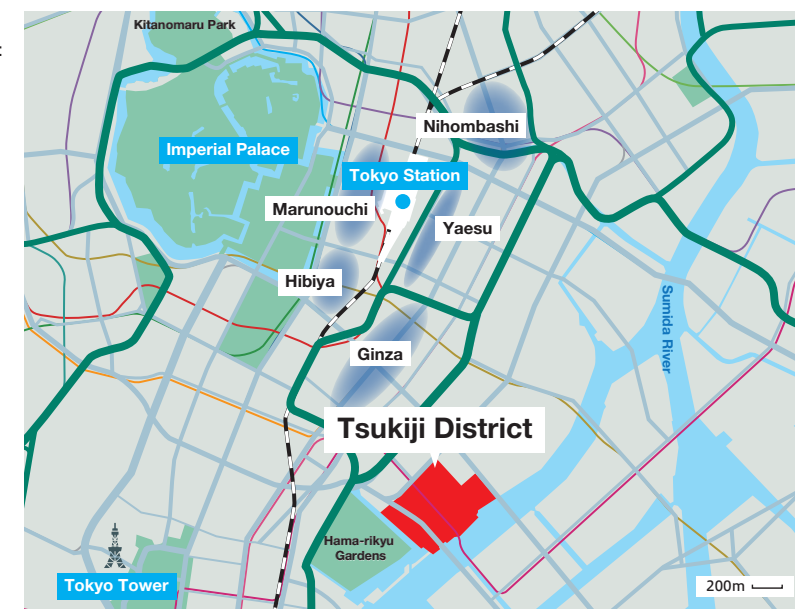 Kitanomaru Park
Nihombashi
Imperial Palace
Tokyo Station
Marunouchi
Yaesu
Hibiya
Sumida River
Ginza
Tsukiji District
Hama-rikyu
Gardens
Tokyo Tower
200m